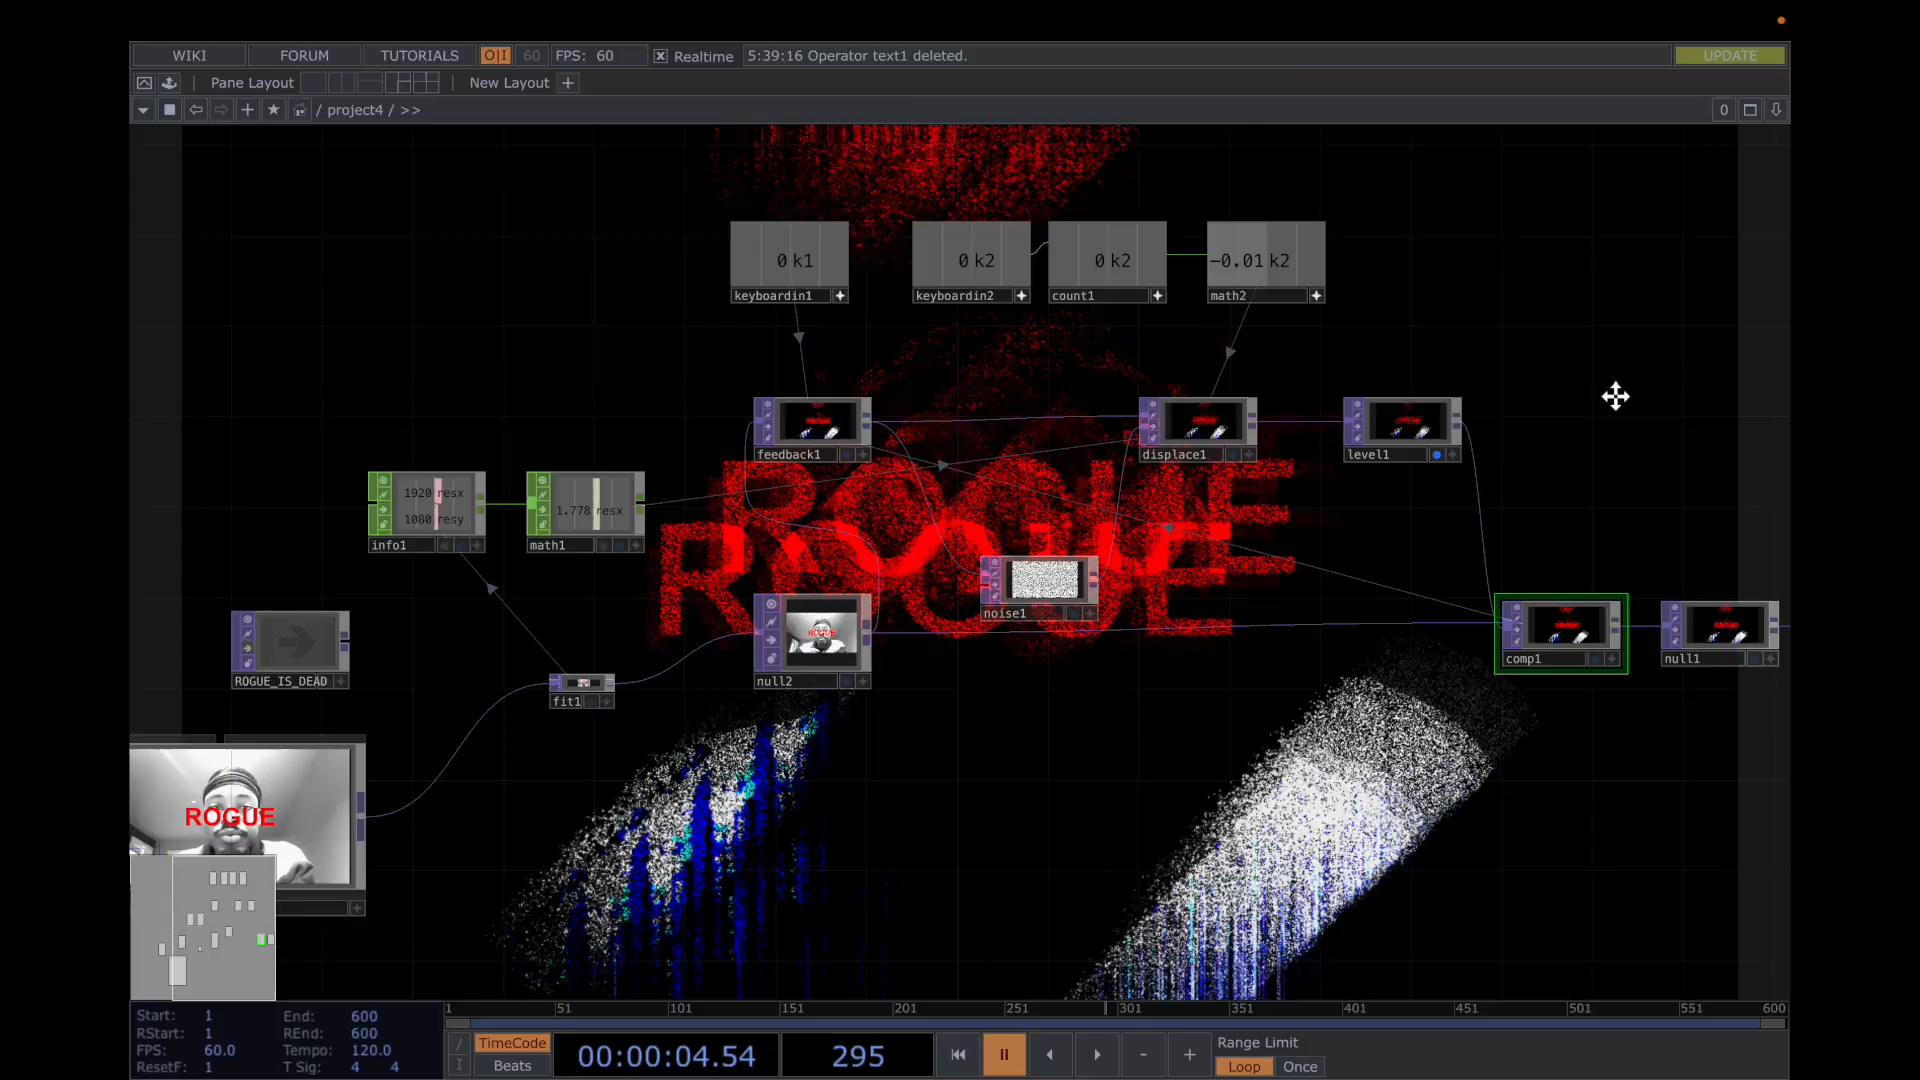 WIKI FORUM TUTORIALS O|I 60 FPS: 60 Realtime 5:39:16 Operator text1 deleted. UPDATE
Pane Layout New Layout +
/ project4 / >> 0
0 k1 0 k2 0 k2 -0.01 k2
keyboardin1 keyboardin2 count1 math2
feedback1 displace1 level1
1920 resx
1080 resy
1.778 resx
info1 math1
ROGUE
ROGUE
noise1
ROGUE
ROGUE_IS_DEAD null2 comp1 null1
fit1
ROGUE
1 51 101 151 201 251 301 351 401 451 501 551 600
Start: 1 End: 600
RStart: 1 REnd: 600
FPS: 60.0 Tempo: 120.0
ResetF: 1 T Sig: 4 4
/ TimeCode
I Beats
00:00:04.54 295 - +
Range Limit
Loop Once